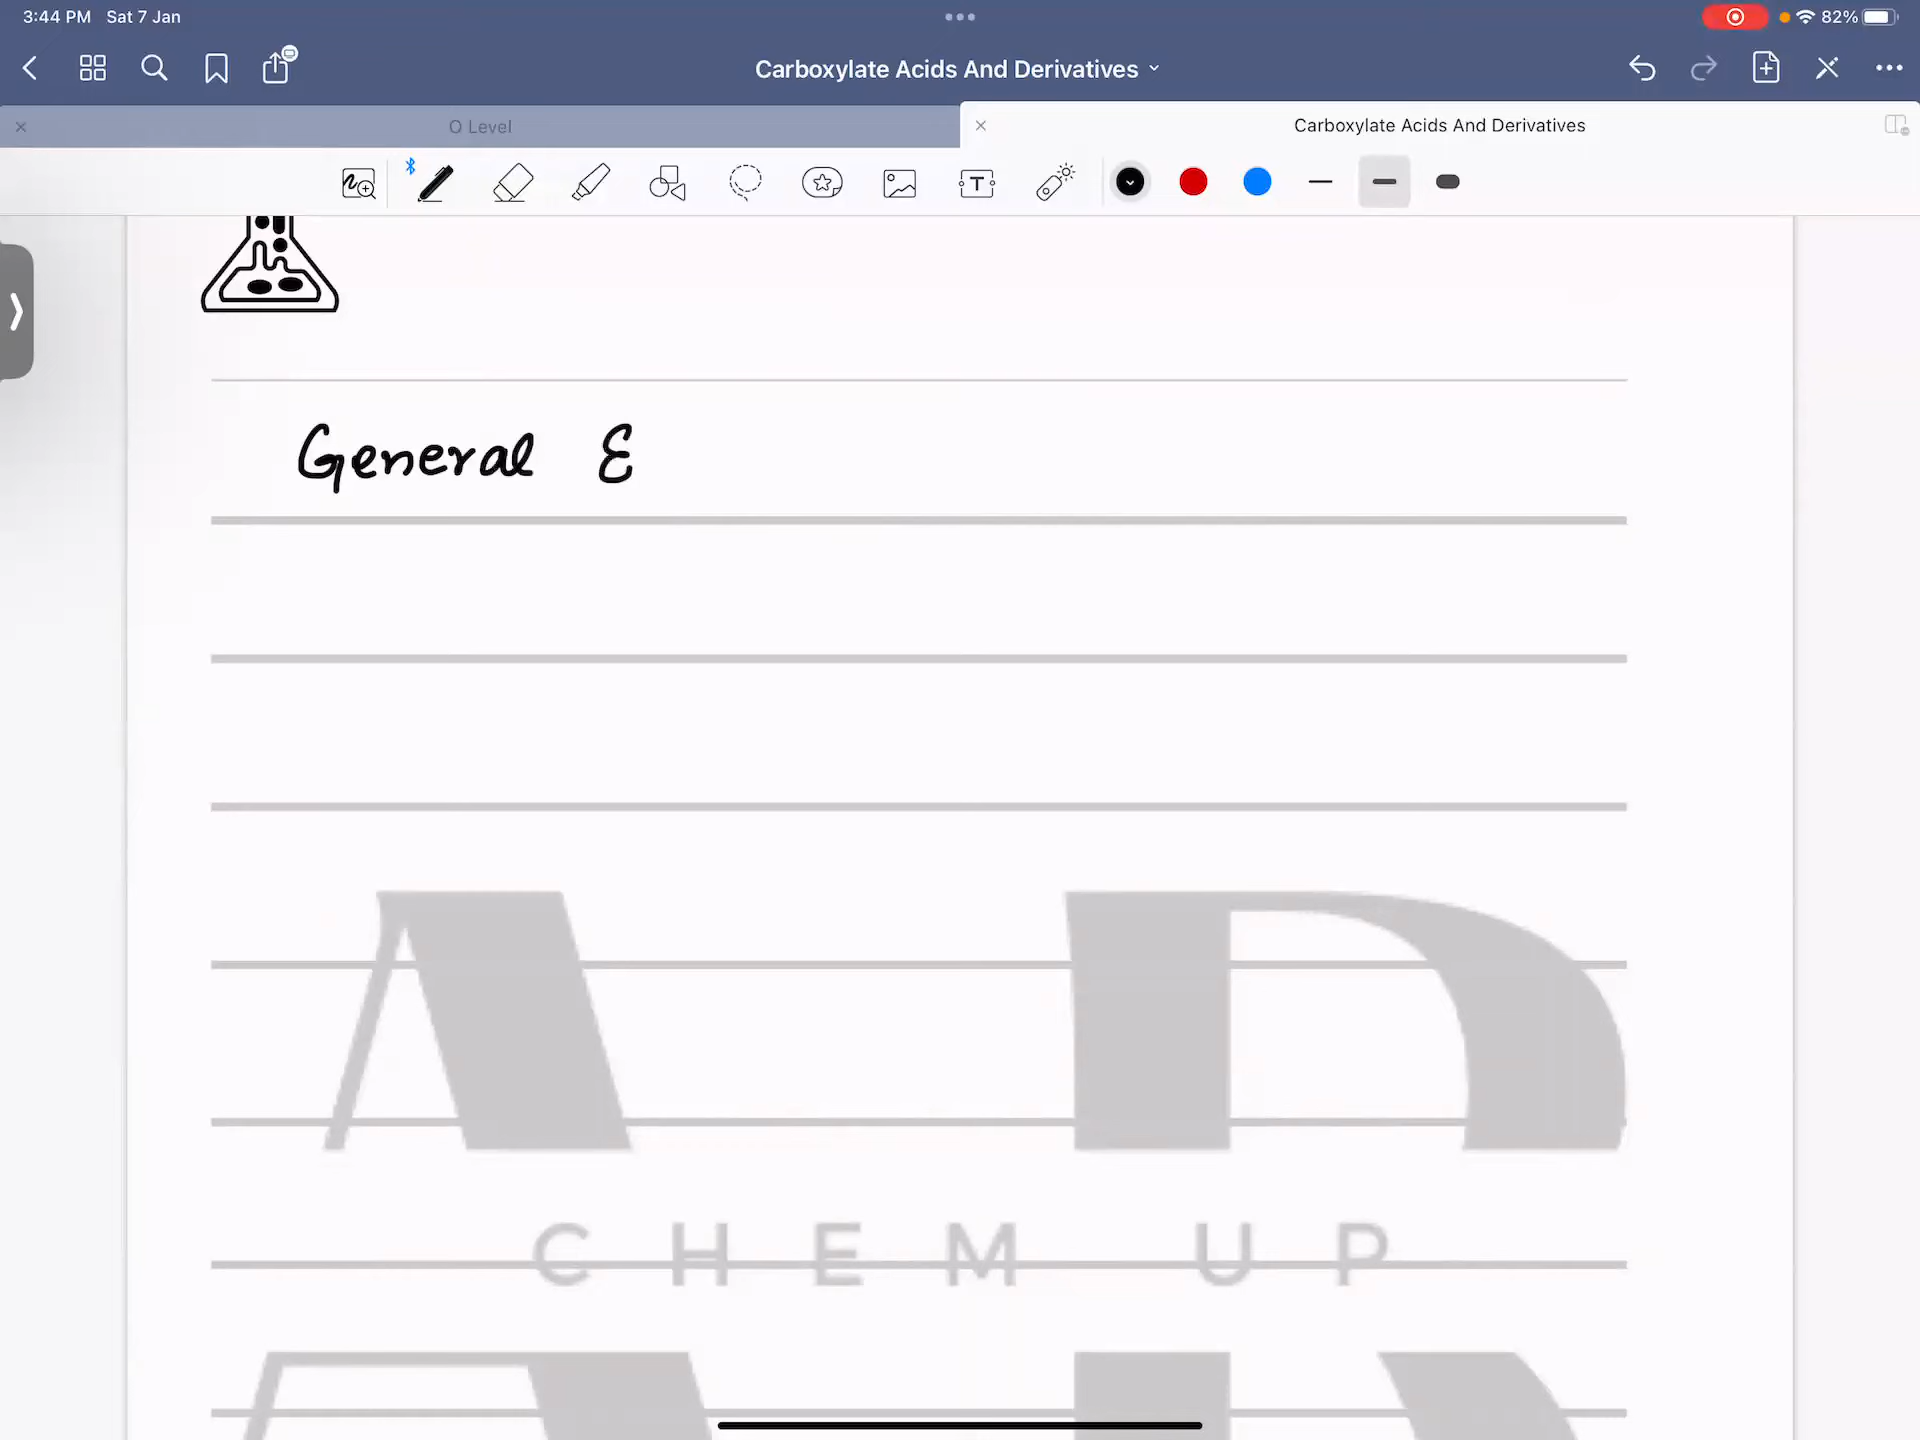 3:44 PM Sat 7 Jan
82%
Carboxylate Acids And Derivatives
O Level
Carboxylate Acids And Derivatives
T
General E
A D
CHEM UP